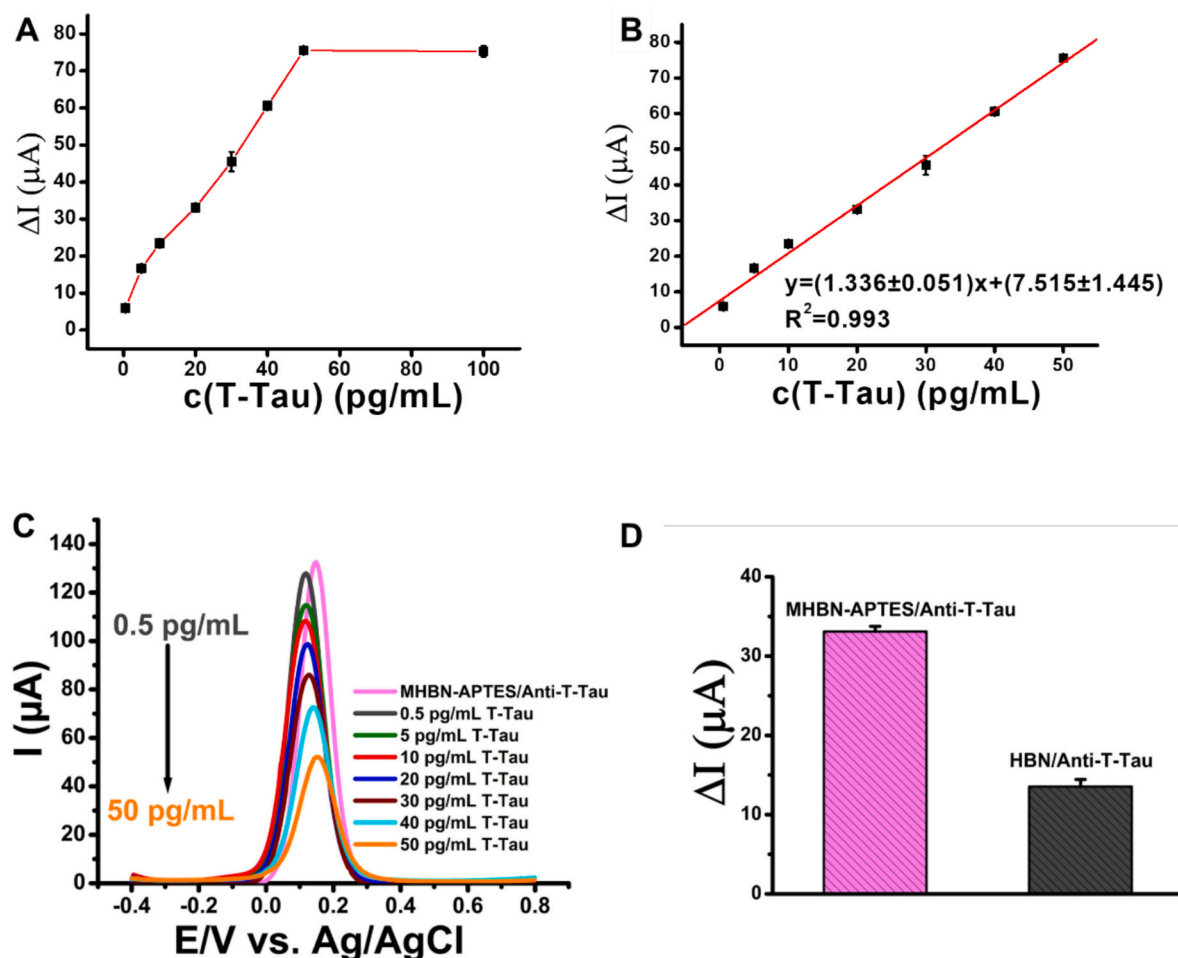 A
ΔI (μA)
80
70
60
50
40
30
20
10
0
0 20 40 60 80 100
c(T-Tau) (pg/mL)
B
ΔI (μA)
80
70
60
50
40
30
20
10
0
y=(1.336±0.051)x+(7.515±1.445)
R²=0.993
0 10 20 30 40 50
c(T-Tau) (pg/mL)
C
I (μA)
140
120
100
80
60
40
20
0
0.5 pg/mL
50 pg/mL
MHBN-APTES/Anti-T-Tau
0.5 pg/mL T-Tau
5 pg/mL T-Tau
10 pg/mL T-Tau
20 pg/mL T-Tau
30 pg/mL T-Tau
40 pg/mL T-Tau
50 pg/mL T-Tau
-0.4 -0.2 0.0 0.2 0.4 0.6 0.8
E/V vs. Ag/AgCl
D
ΔI (μA)
40
30
20
10
0
MHBN-APTES/Anti-T-Tau
HBN/Anti-T-Tau